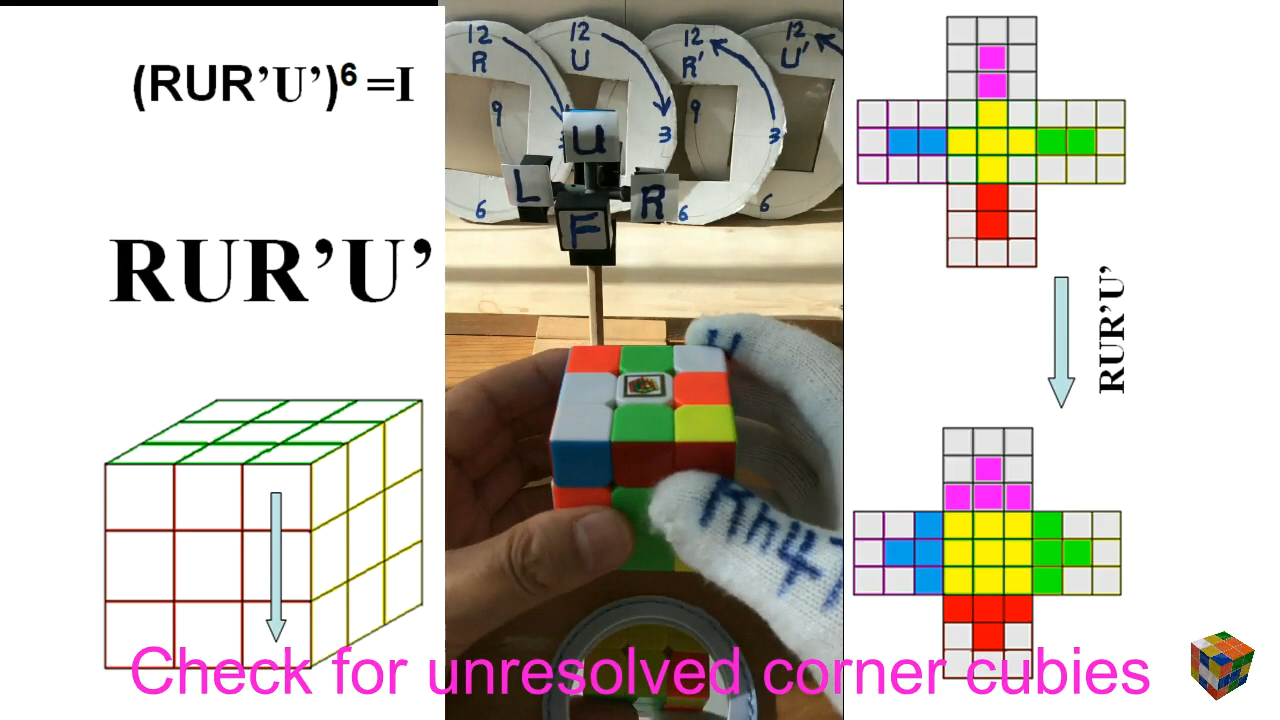 (RUR’U’)⁶ =I
RUR’U’
12 R
12 U
12 R'
12 U'
9
3
9
3
6
6
6
U
L
R
F
RUR’U’
Check for unresolved corner cubies